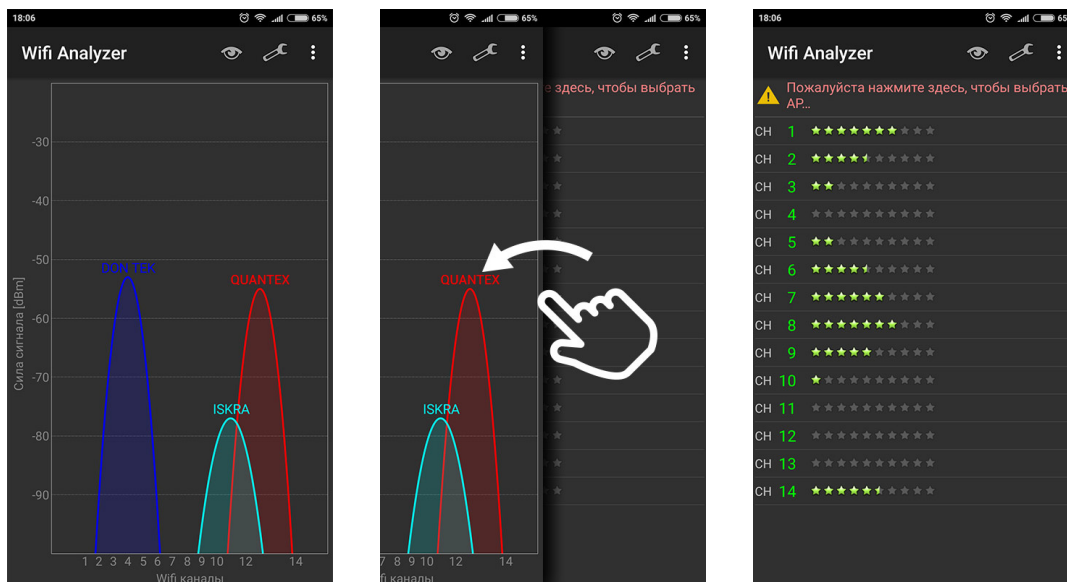 18:06
65%
Wifi Analyzer
-30
-40
-50
-60
-70
-80
-90
Сила сигнала [dBm]
DON TEK
QUANTEX
ISKRA
1 2 3 4 5 6 7 8 9 10 12 14
Wifi каналы
65%
QUANTEX
ISKRA
7 8 9 10 12 14
fi каналы
65%
е здесь, чтобы выбрать
18:06
65
Wifi Analyzer
Пожалуйста нажмите здесь, чтобы выбрать
AP...
CH 1
CH 2
CH 3
CH 4
CH 5
CH 6
CH 7
CH 8
CH 9
CH 10
CH 11
CH 12
CH 13
CH 14